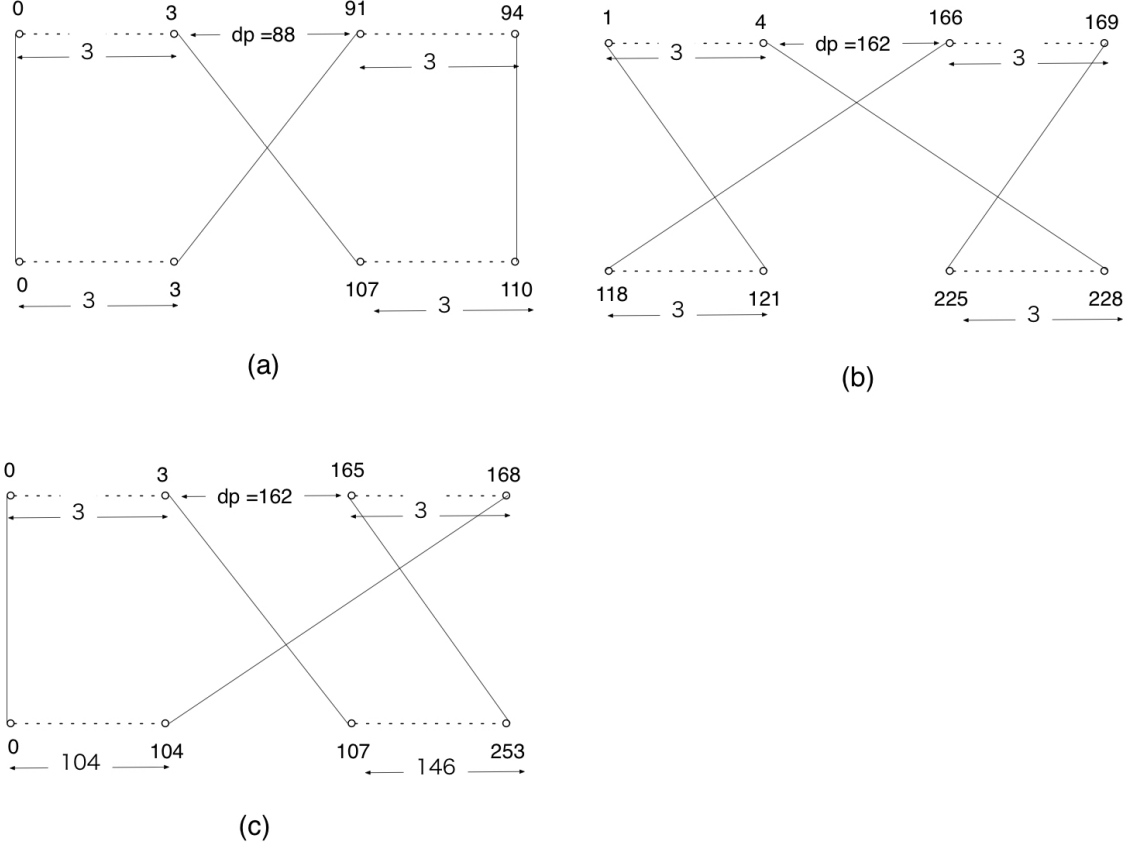 0 3 91 94
dp =88
3 3
0 3 107 110
3 3
(a)
1 4 166 169
dp =162
3 3
118 121 225 228
3 3
(b)
0 3 165 168
dp =162
3 3
0 104 107 253
104 146
(c)